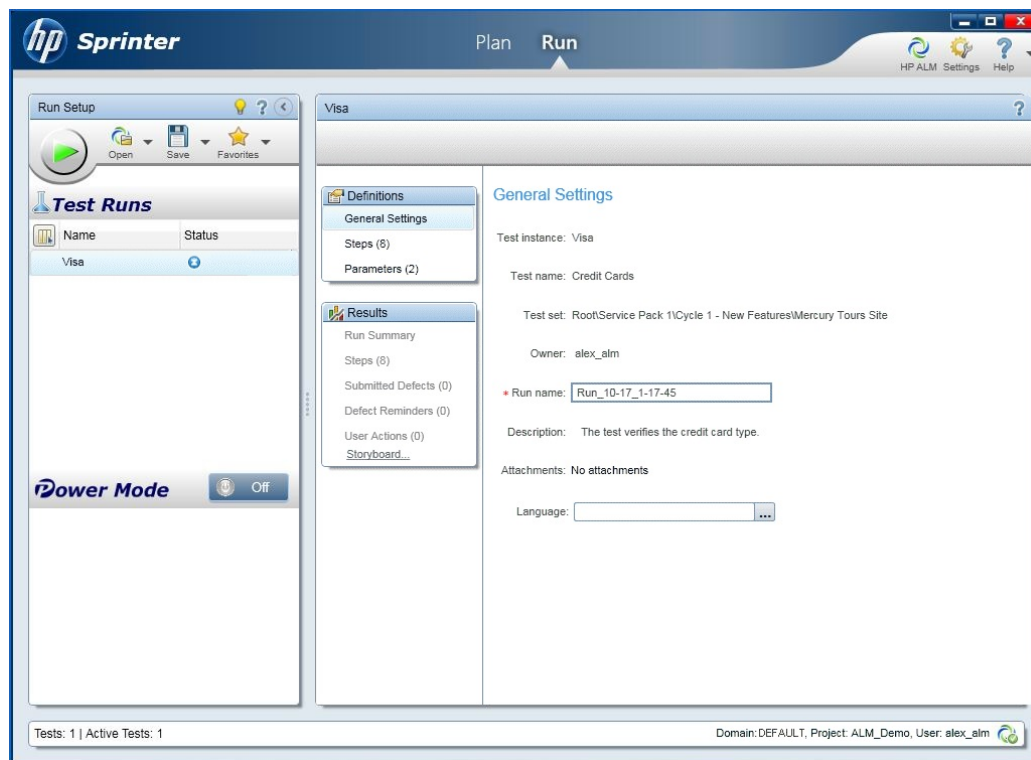 hp Sprinter
Plan Run
HP ALM Settings Help
Run Setup
Open Save Favorites
Test Runs
Name Status
Visa
Power Mode Off
Visa
Definitions
General Settings
Steps (8)
Parameters (2)
Results
Run Summary
Steps (8)
Submitted Defects (0)
Defect Reminders (0)
User Actions (0)
Storyboard...
General Settings
Test instance: Visa
Test name: Credit Cards
Test set: Root\Service Pack 1\Cycle 1 - New Features\Mercury Tours Site
Owner: alex_alm
* Run name: Run_10-17_1-17-45
Description: The test verifies the credit card type.
Attachments: No attachments
Language: ...
Tests: 1 | Active Tests: 1
Domain: DEFAULT, Project: ALM_Demo, User: alex_alm